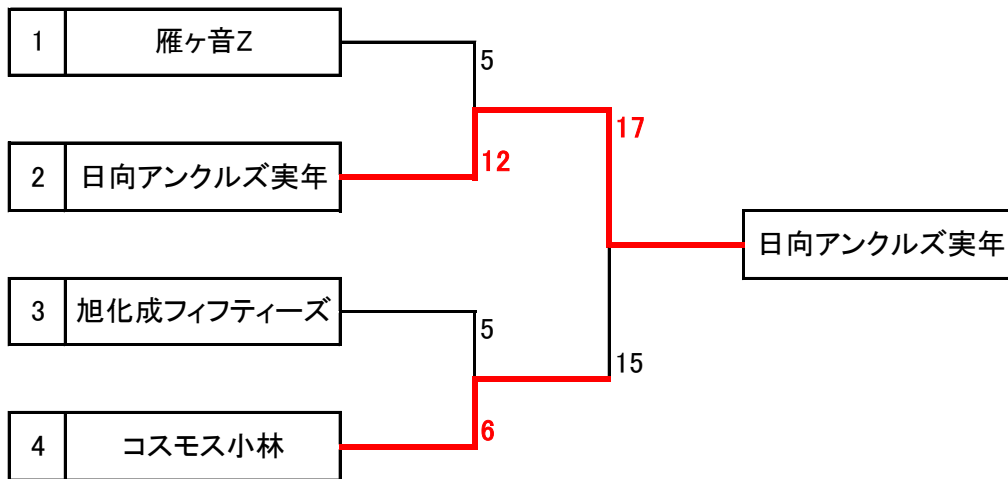 1 雁ヶ音Z
5
17
2 日向アンクルズ実年
12
日向アンクルズ実年
3 旭化成フィフティーズ
5
15
4 コスモス小林
6